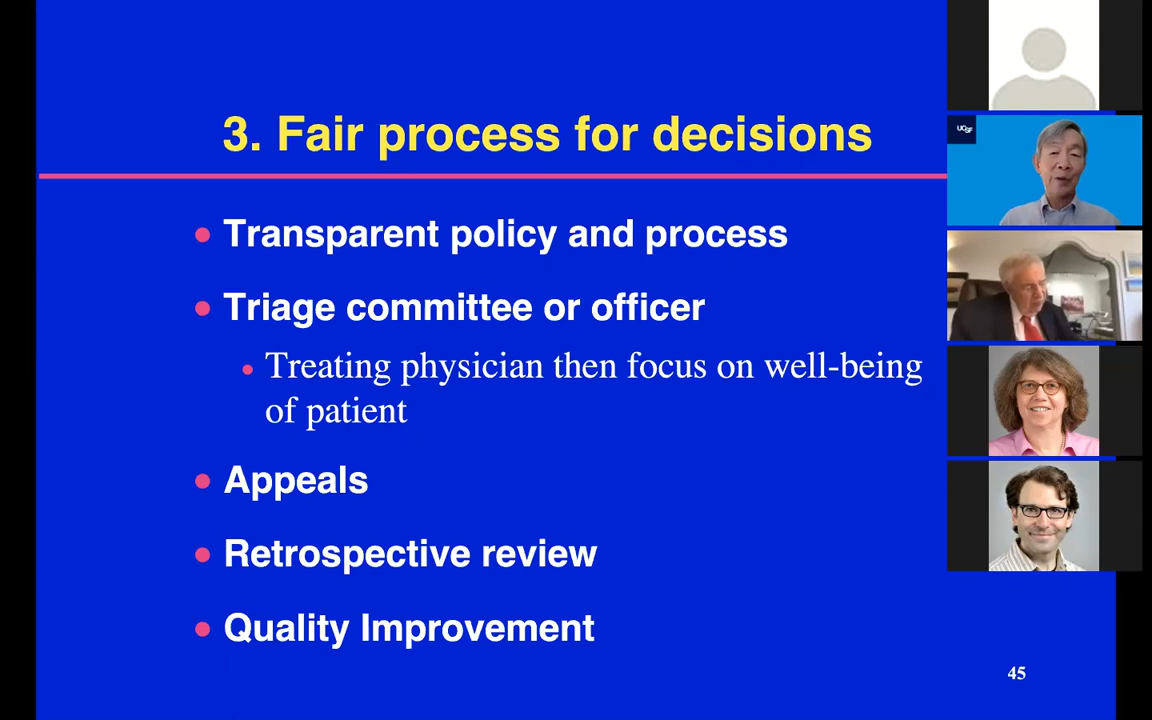 3. Fair process for decisions
UCSF
Transparent policy and process
Triage committee or officer
Treating physician then focus on well-being
of patient
Appeals
Retrospective review
Quality Improvement
45